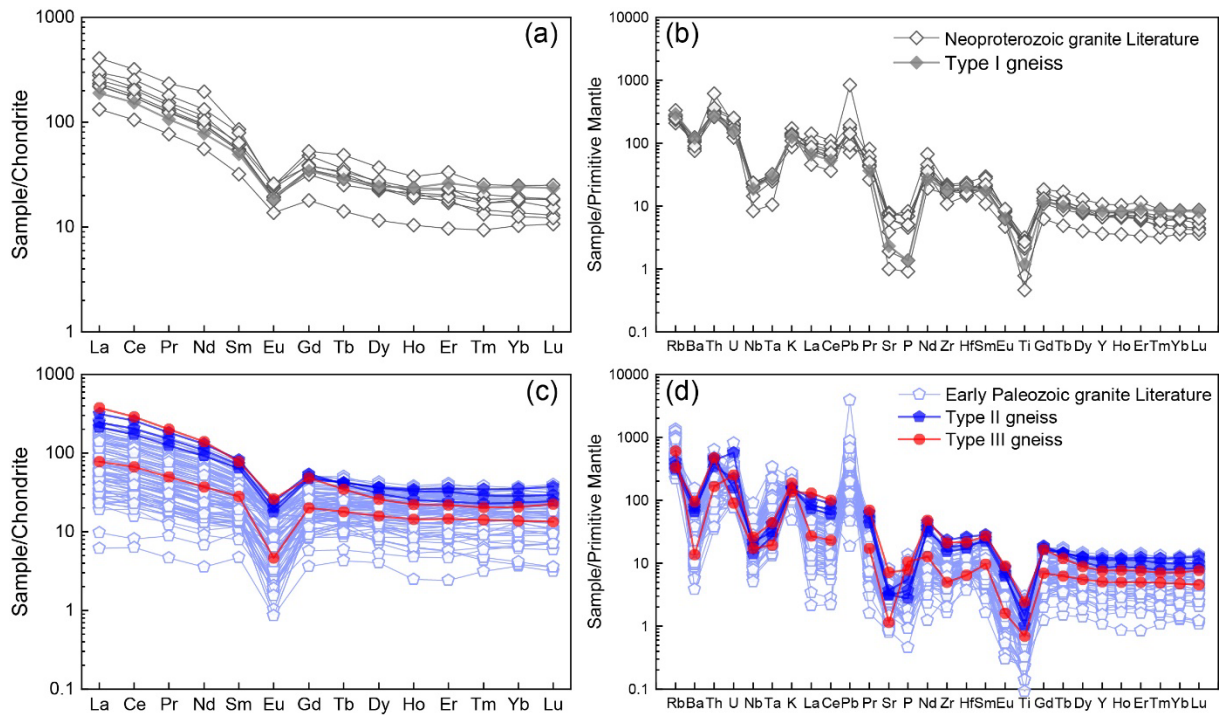 (a)
Sample/Chondrite
1000
100
10
1
La Ce Pr Nd Sm Eu Gd Tb Dy Ho Er Tm Yb Lu
(b)
Sample/Primitive Mantle
10000
1000
100
10
1
0.1
Neoproterozoic granite Literature
Type I gneiss
Rb Ba Th U Nb Ta K La Ce Pb Pr Sr P Nd Zr Hf Sm Eu Ti Gd Tb Dy Y Ho Er Tm Yb Lu
(c)
Sample/Chondrite
1000
100
10
1
0.1
La Ce Pr Nd Sm Eu Gd Tb Dy Ho Er Tm Yb Lu
(d)
Sample/Primitive Mantle
10000
1000
100
10
1
0.1
Early Paleozoic granite Literature
Type II gneiss
Type III gneiss
Rb Ba Th U Nb Ta K La Ce Pb Pr Sr P Nd Zr Hf Sm Eu Ti Gd Tb Dy Y Ho Er Tm Yb Lu